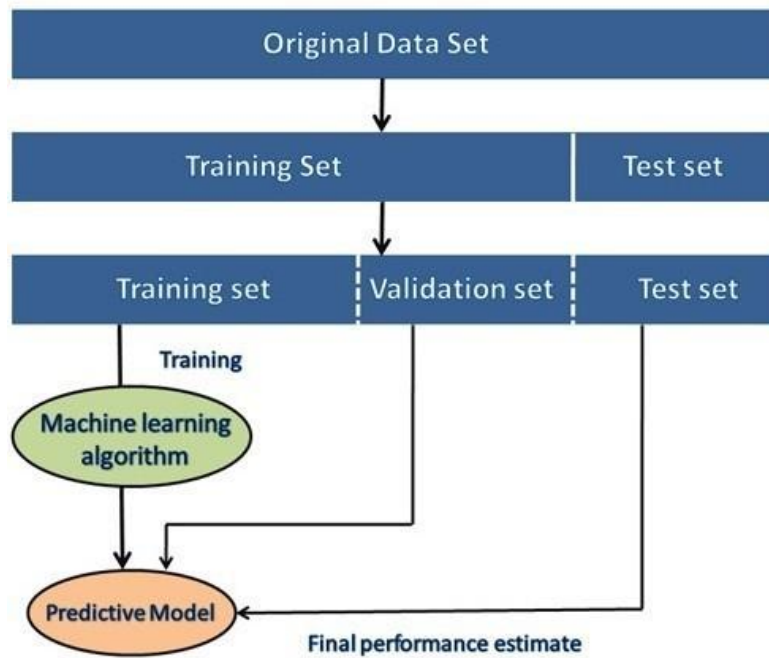 Original Data Set
Training Set
Test set
Training set
Validation set
Test set
Training
Machine learning
algorithm
Predictive Model
Final performance estimate